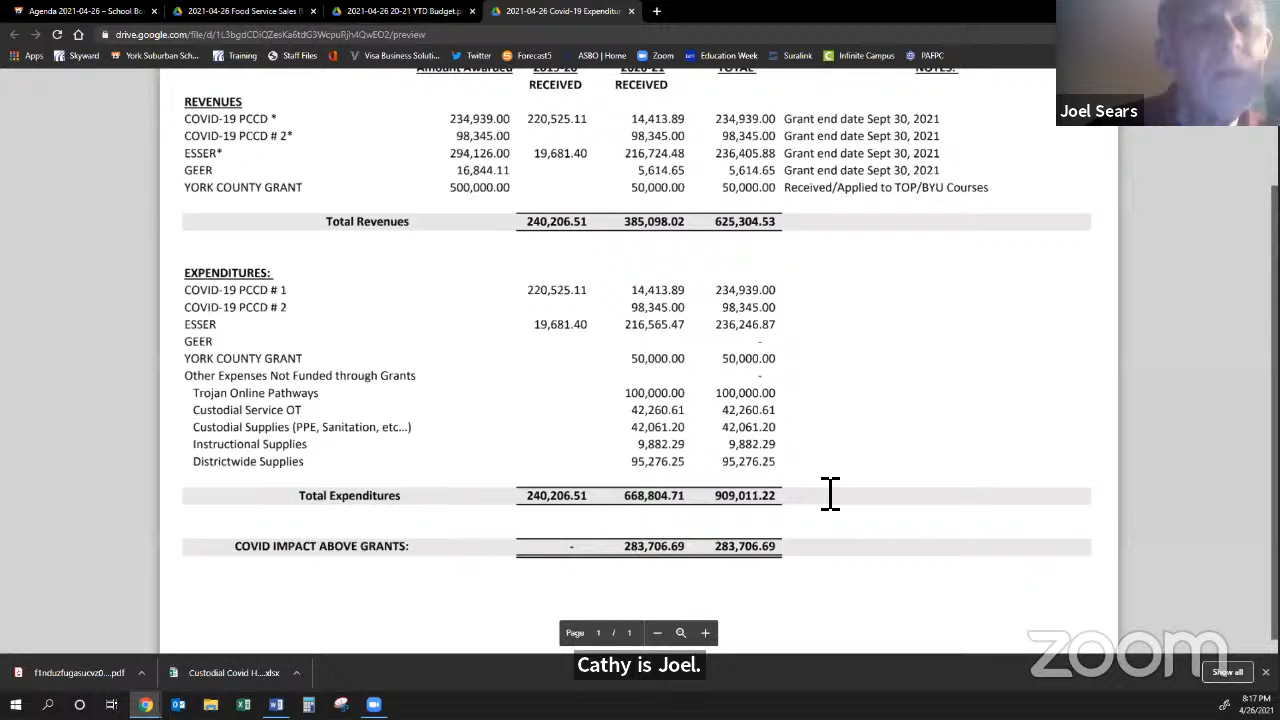 Agenda 2021-04-26 – School Bo
2021-04-26 Food Service Sales R
2021-04-26 20-21 YTD Budget.p
2021-04-26 Covid-19 Expenditur
drive.google.com/file/d/1L3bgdCDiQZesKa6tdG3WcpuRjh4QwEO2/preview
Apps Skyward York Suburban Sch... Training Staff Files Visa Business Soluti... Twitter Forecast5 ASBO | Home Zoom Education Week Suralink Infinite Campus PAFPC
Joel Sears
Amount Awarded 2019-20 2020-21 TOTAL NOTES:
RECEIVED RECEIVED
REVENUES
COVID-19 PCCD * 234,939.00 220,525.11 14,413.89 234,939.00 Grant end date Sept 30, 2021
COVID-19 PCCD # 2* 98,345.00 98,345.00 98,345.00 Grant end date Sept 30, 2021
ESSER* 294,126.00 19,681.40 216,724.48 236,405.88 Grant end date Sept 30, 2021
GEER 16,844.11 5,614.65 5,614.65 Grant end date Sept 30, 2021
YORK COUNTY GRANT 500,000.00 50,000.00 50,000.00 Received/Applied to TOP/BYU Courses
Total Revenues 240,206.51 385,098.02 625,304.53
EXPENDITURES:
COVID-19 PCCD # 1 220,525.11 14,413.89 234,939.00
COVID-19 PCCD # 2 98,345.00 98,345.00
ESSER 19,681.40 216,565.47 236,246.87
GEER -
YORK COUNTY GRANT 50,000.00 50,000.00
Other Expenses Not Funded through Grants -
Trojan Online Pathways 100,000.00 100,000.00
Custodial Service OT 42,260.61 42,260.61
Custodial Supplies (PPE, Sanitation, etc...) 42,061.20 42,061.20
Instructional Supplies 9,882.29 9,882.29
Districtwide Supplies 95,276.25 95,276.25
Total Expenditures 240,206.51 668,804.71 909,011.22
COVID IMPACT ABOVE GRANTS: - 283,706.69 283,706.69
Page 1 / 1
zoom
Cathy is Joel.
f1nduzfugasucvz0....pdf
Custodial Covid H....xlsx
Show all
8:17 PM
4/26/2021